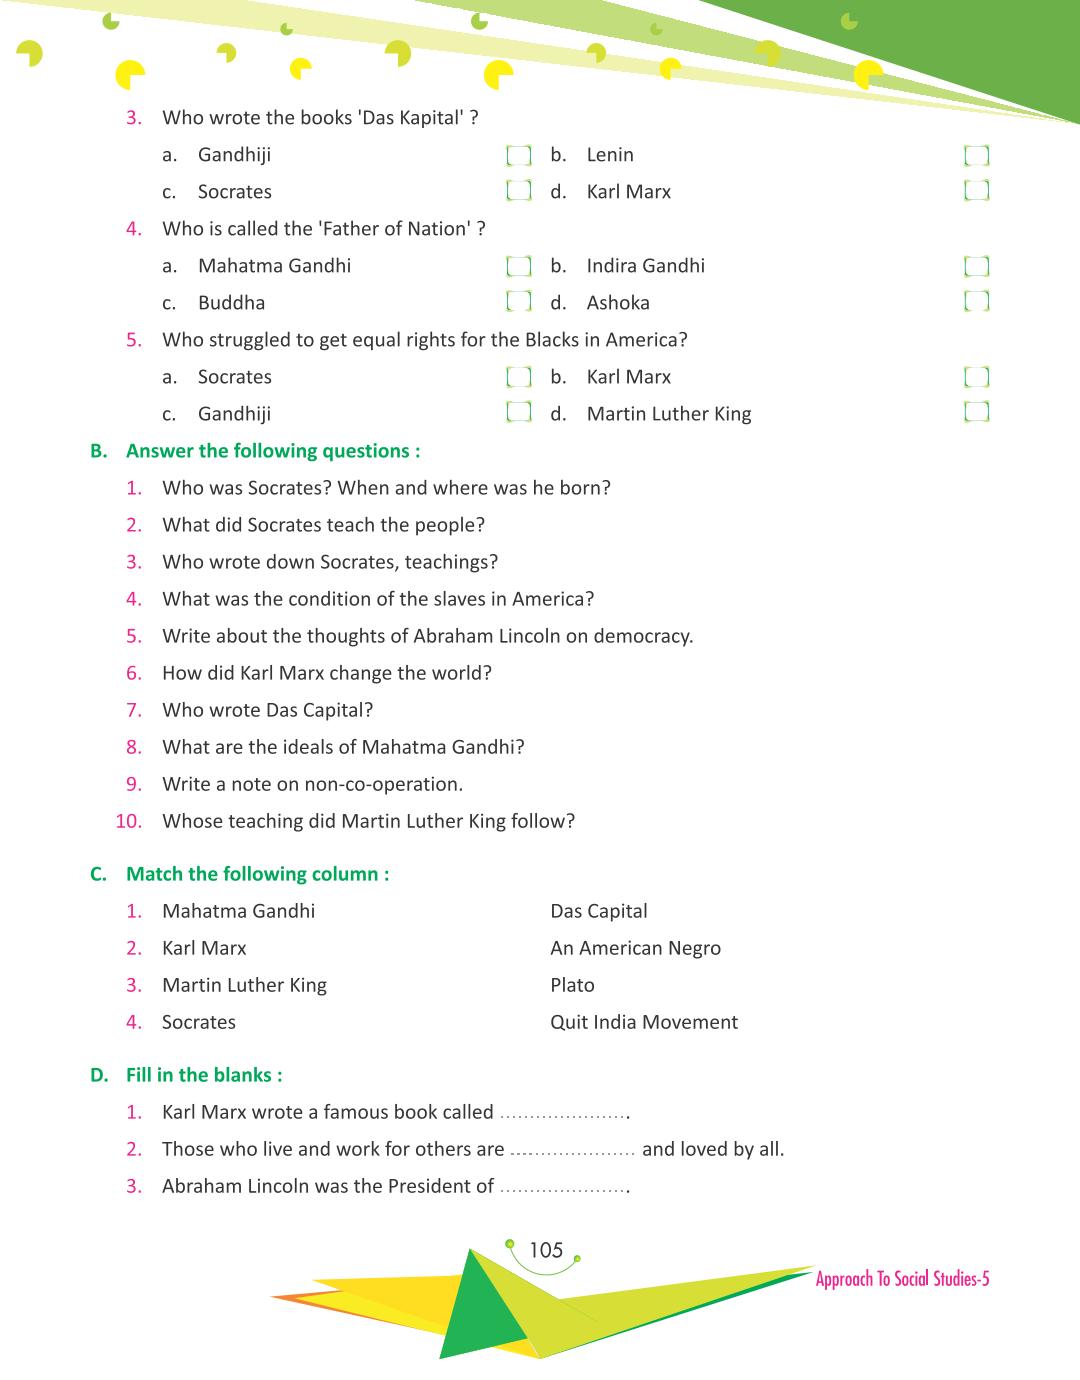 3. Who wrote the books 'Das Kapital' ?
a. Gandhiji b. Lenin
c. Socrates d. Karl Marx
4. Who is called the 'Father of Nation' ?
a. Mahatma Gandhi b. Indira Gandhi
c. Buddha d. Ashoka
5. Who struggled to get equal rights for the Blacks in America?
a. Socrates b. Karl Marx
c. Gandhiji d. Martin Luther King
B. Answer the following questions :
1. Who was Socrates? When and where was he born?
2. What did Socrates teach the people?
3. Who wrote down Socrates, teachings?
4. What was the condition of the slaves in America?
5. Write about the thoughts of Abraham Lincoln on democracy.
6. How did Karl Marx change the world?
7. Who wrote Das Capital?
8. What are the ideals of Mahatma Gandhi?
9. Write a note on non-co-operation.
10. Whose teaching did Martin Luther King follow?
C. Match the following column :
1. Mahatma Gandhi Das Capital
2. Karl Marx An American Negro
3. Martin Luther King Plato
4. Socrates Quit India Movement
D. Fill in the blanks :
1. Karl Marx wrote a famous book called ......................
2. Those who live and work for others are ..................... and loved by all.
3. Abraham Lincoln was the President of ......................
105
Approach To Social Studies-5